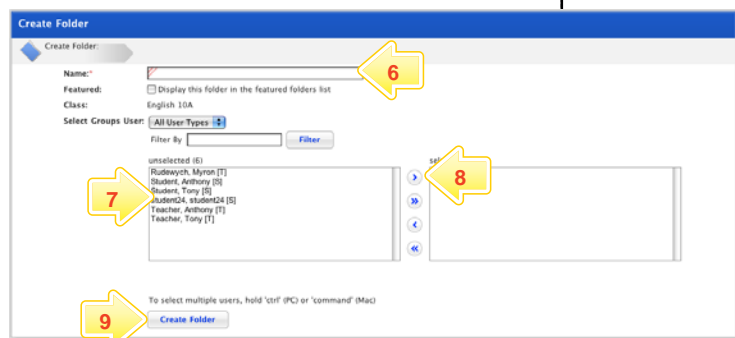 Create Folder
Create Folder:
Name:*
6
Featured: Display this folder in the featured folders list
Class: English 10A
Select Groups User: All User Types
Filter By Filter
unselected (6)
Rudewych, Myron [T]
Student, Anthony [S]
Student, Tony [S]
student24, student24 [S]
Teacher, Anthony [T]
Teacher, Tony [T]
7
8
To select multiple users, hold 'ctrl' (PC) or 'command' (Mac)
9
Create Folder